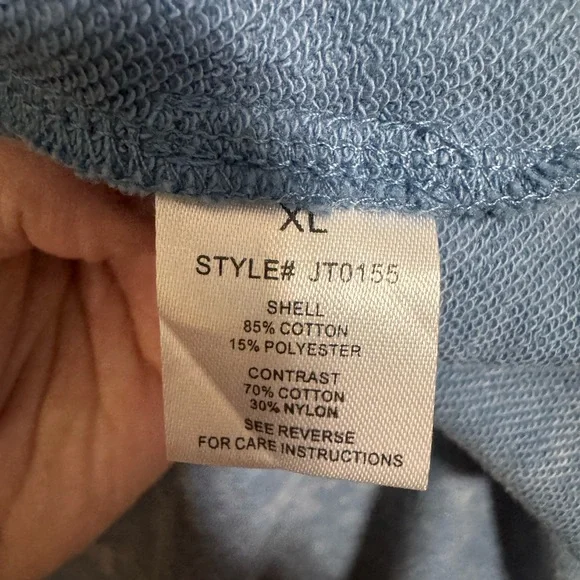 XL
STYLE# JT0155
SHELL
85% COTTON
15% POLYESTER
CONTRAST
70% COTTON
30% NYLON
SEE REVERSE
FOR CARE INSTRUCTIONS